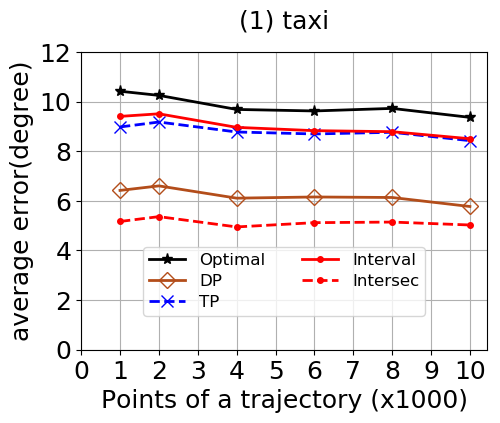 (1) taxi
12
10
8
6
4
2
0
average error(degree)
Optimal
DP
TP
Interval
Intersec
0 1 2 3 4 5 6 7 8 9 10
Points of a trajectory (x1000)